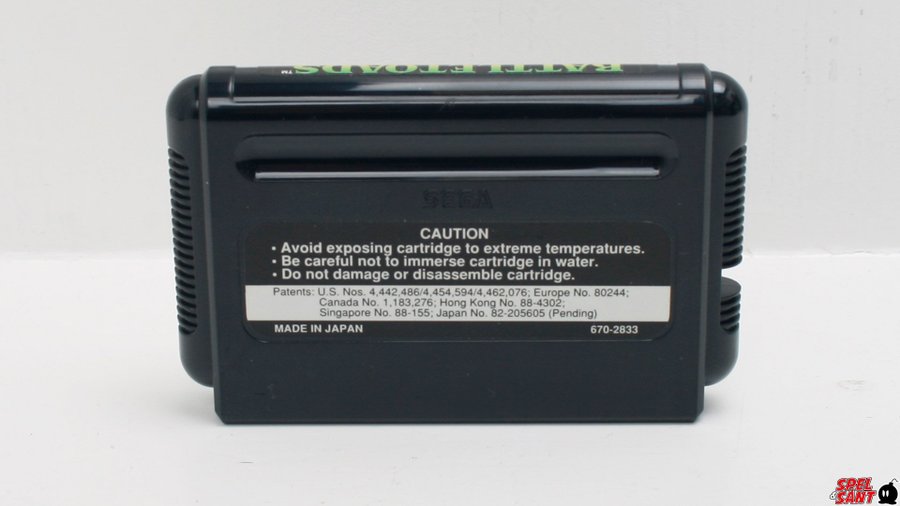 BATTLETOADS™
SEGA
CAUTION
• Avoid exposing cartridge to extreme temperatures.
• Be careful not to immerse cartridge in water.
• Do not damage or disassemble cartridge.
Patents: U.S. Nos. 4,442,486/4,454,594/4,462,076; Europe No. 80244;
Canada No. 1,183,276; Hong Kong No. 88-4302;
Singapore No. 88-155; Japan No. 82-205605 (Pending)
MADE IN JAPAN 670-2833
SPEL
SANT